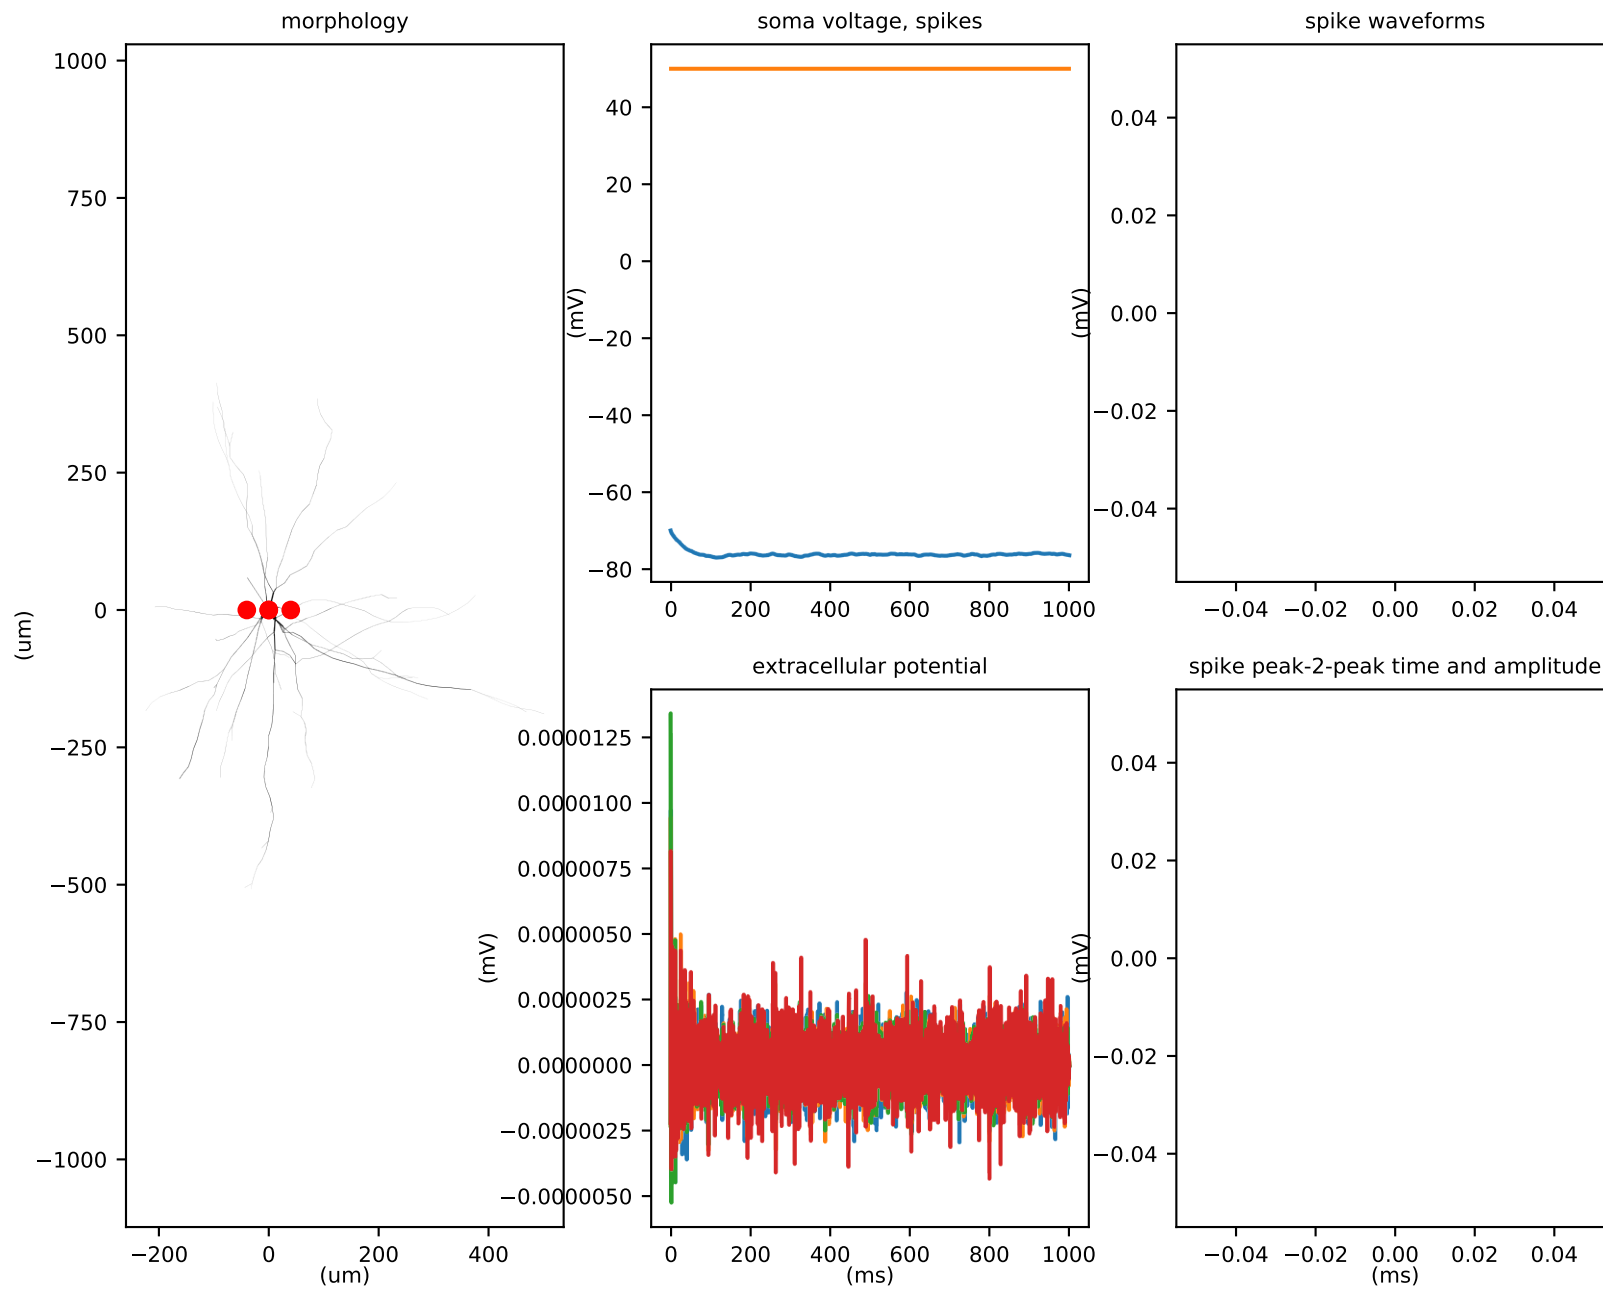 morphology
1000
750
500
250
0
−250
−500
−750
−1000
(um)
−200 0 200 400
(um)
soma voltage, spikes
40
20
0
−20
−40
−60
−80
(mV)
0 200 400 600 800 1000
spike waveforms
0.04
0.02
0.00
−0.02
−0.04
(mV)
−0.04 −0.02 0.00 0.02 0.04
extracellular potential
0.0000125
0.0000100
0.0000075
0.0000050
0.0000025
0.0000000
−0.0000025
−0.0000050
(mV)
0 200 400 600 800 1000
(ms)
spike peak-2-peak time and amplitude
0.04
0.02
0.00
−0.02
−0.04
(mV)
−0.04 −0.02 0.00 0.02 0.04
(ms)